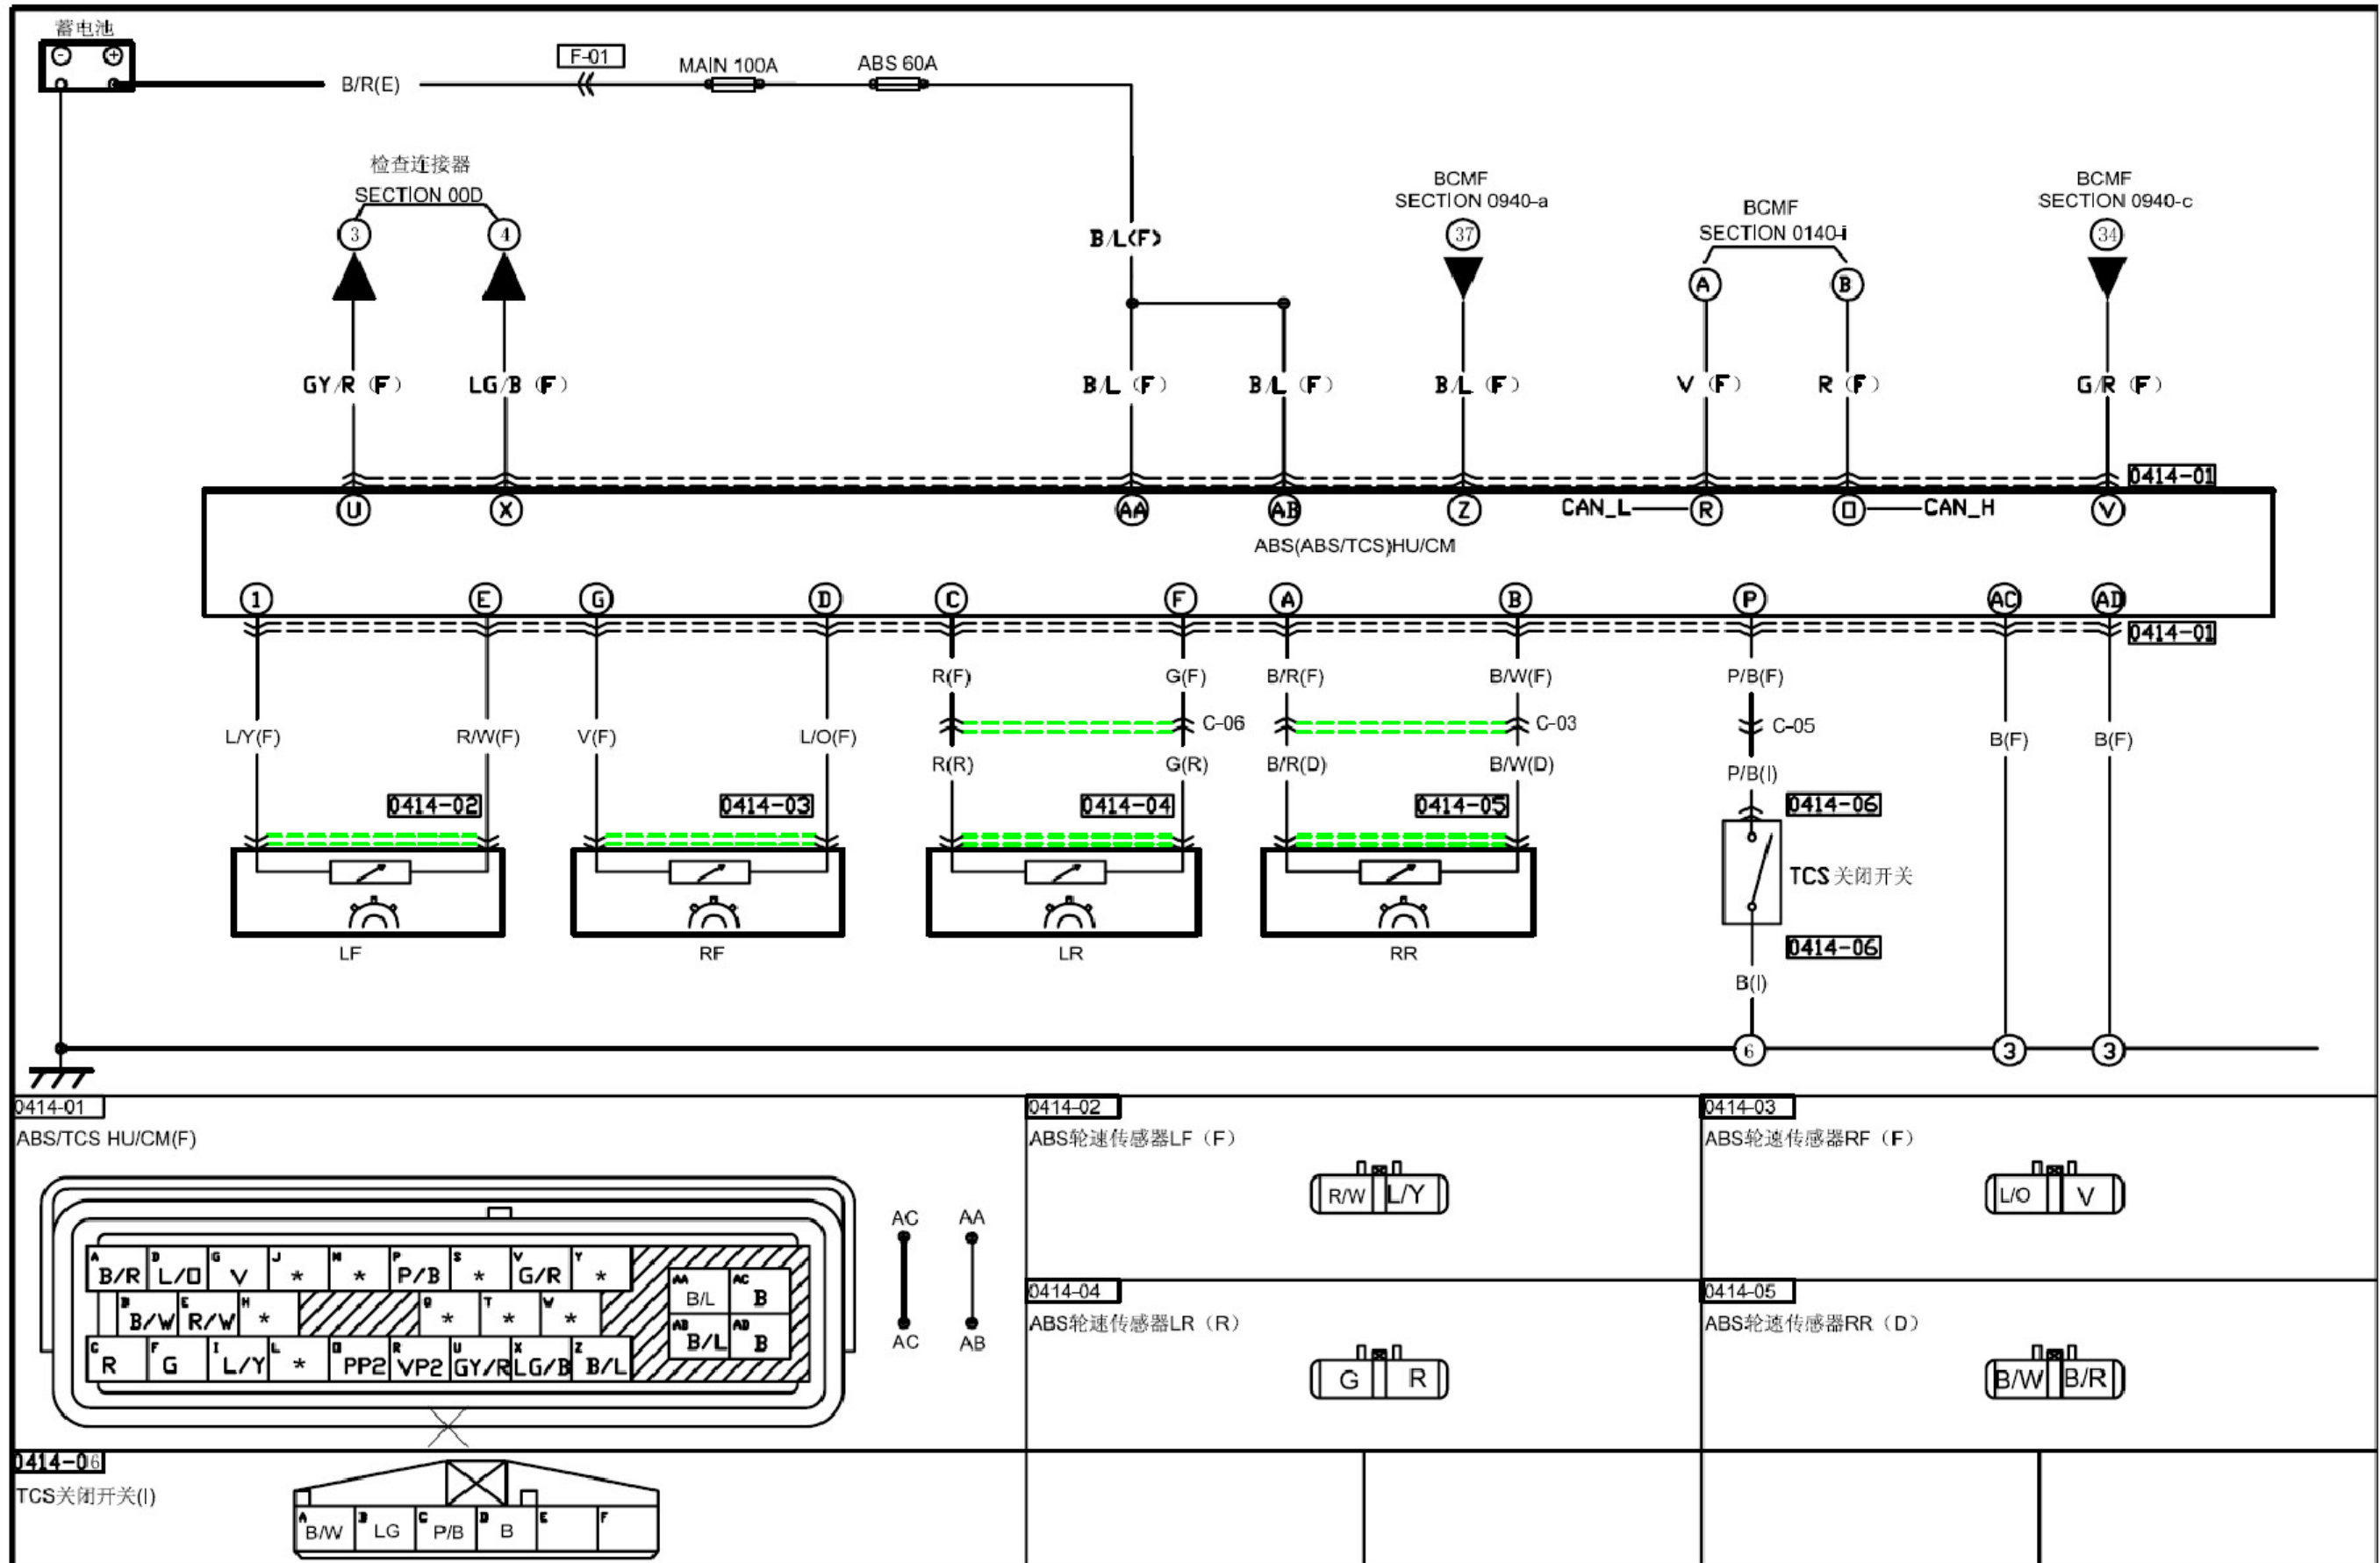 蓄电池
- +
B/R(E) F-01 MAIN 100A ABS 60A
检查连接器
SECTION 00D
3 4
BCMF
SECTION 0940-a
37
BCMF
SECTION 0140-i
A B
BCMF
SECTION 0940-c
34
B/L(F)
GY/R (F) LG/B (F) B/L (F) B/L (F) B/L (F) V (F) R (F) G/R (F)
0414-01
U X AA AB Z CAN_L R O CAN_H V
ABS(ABS/TCS)HU/CM
1 E G D C F A B P AC AD
0414-01
R(F) G(F) B/R(F) B/W(F) P/B(F)
C-06 C-03 C-05
L/Y(F) R/W(F) V(F) L/O(F) B(F) B(F)
R(R) G(R) B/R(D) B/W(D) P/B(I)
0414-02 0414-03 0414-04 0414-05 0414-06
TCS 关闭开关
LF RF LR RR 0414-06
B(I)
6 3 3
0414-01
ABS/TCS HU/CM(F)
A B/R D L/O G V J * M * P P/B S * V G/R Y *
B B/W E R/W H * Q * T * W *
C R F G I L/Y L * O PP2 R VP2 U GY/R X LG/B Z B/L
AA B/L AC B
AB B/L AD B
AC AA
AC AB
0414-02
ABS轮速传感器LF（F）
R/W L/Y
0414-03
ABS轮速传感器RF（F）
L/O V
0414-04
ABS轮速传感器LR（R）
G R
0414-05
ABS轮速传感器RR（D）
B/W B/R
0414-06
TCS关闭开关(I)
A B/W B LG C P/B D B E F